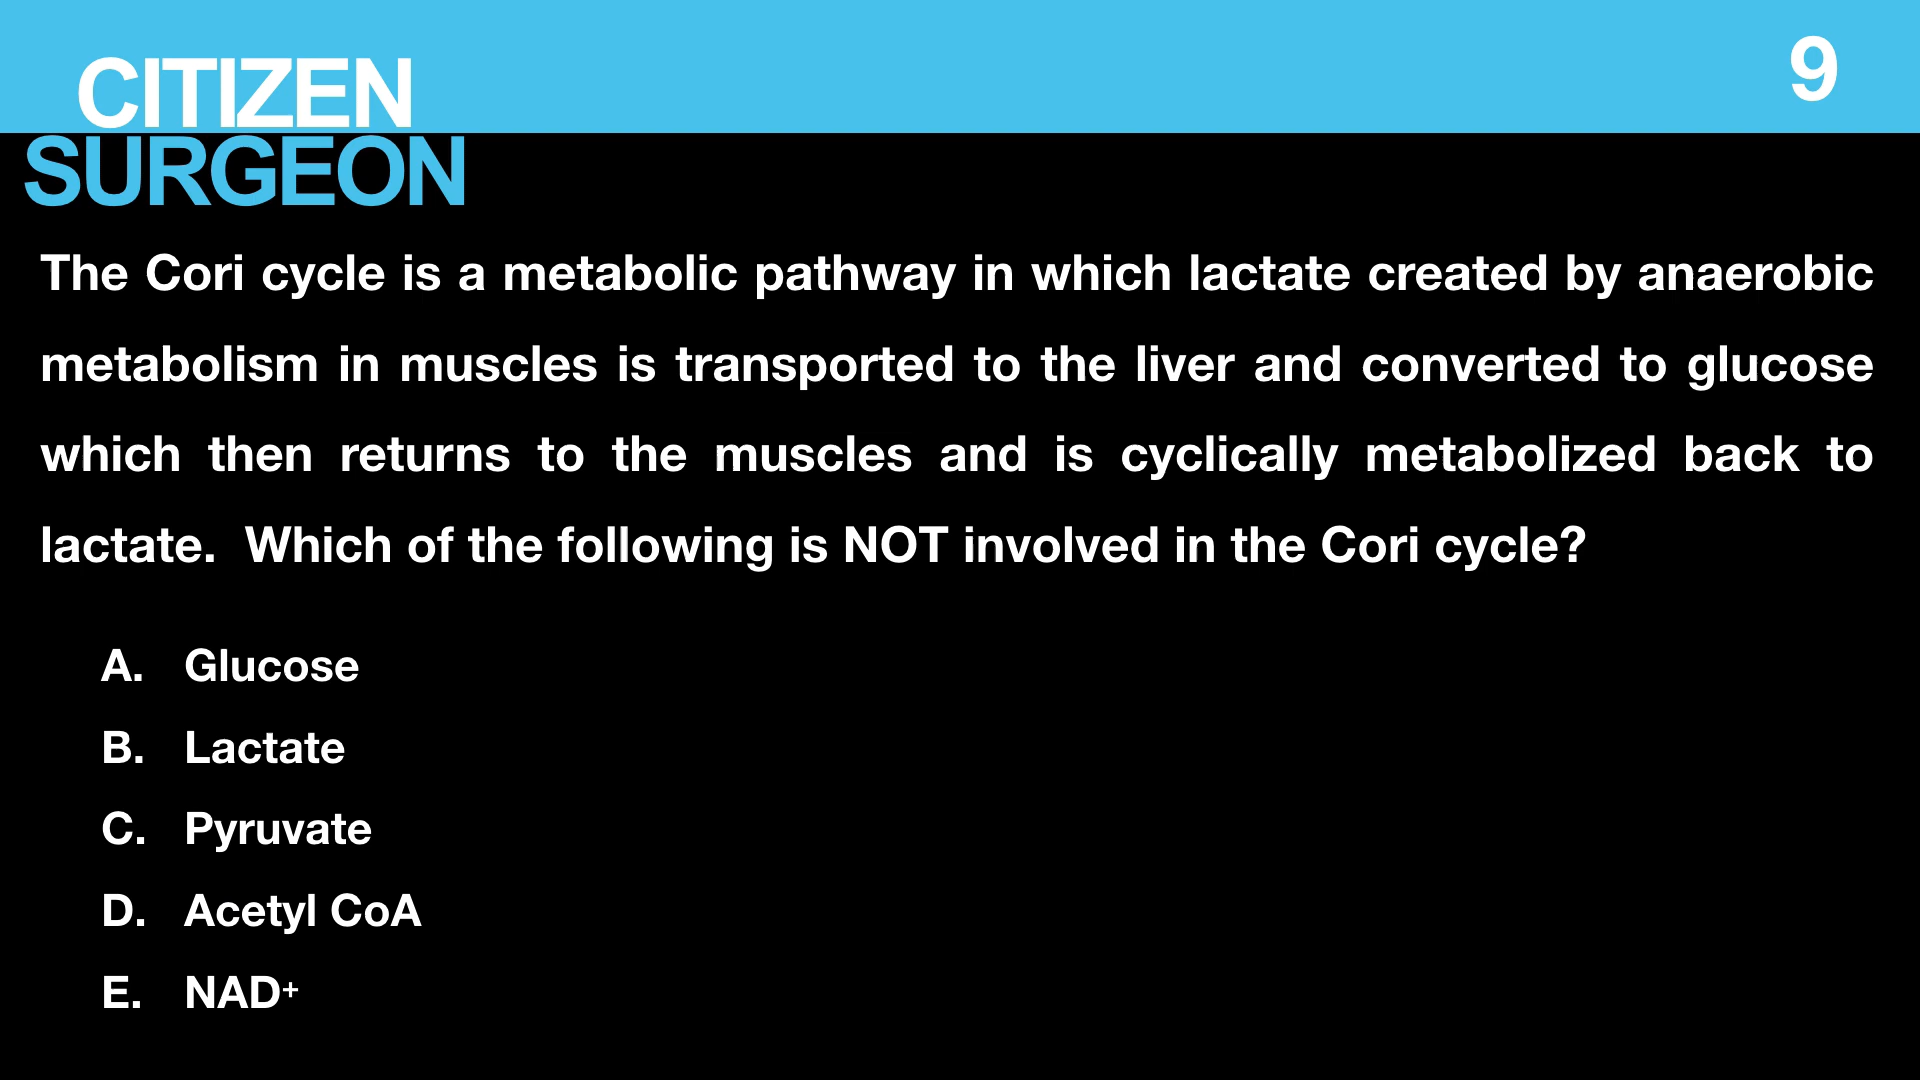 CITIZEN
SURGEON
9
The Cori cycle is a metabolic pathway in which lactate created by anaerobic
metabolism in muscles is transported to the liver and converted to glucose
which then returns to the muscles and is cyclically metabolized back to
lactate.  Which of the following is NOT involved in the Cori cycle?
A. Glucose
B. Lactate
C. Pyruvate
D. Acetyl CoA
E. NAD⁺